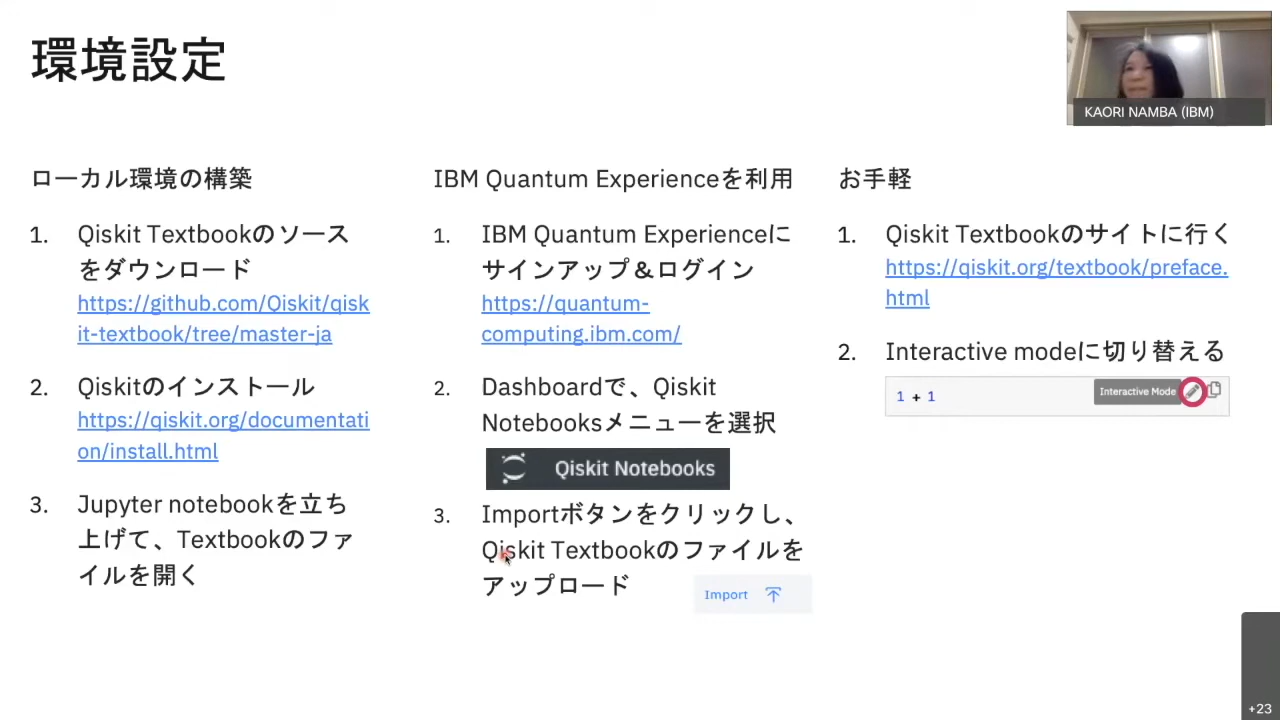 環境設定
KAORI NAMBA (IBM)
ローカル環境の構築
1. Qiskit Textbookのソース
をダウンロード
https://github.com/Qiskit/qisk
it-textbook/tree/master-ja
2. Qiskitのインストール
https://qiskit.org/documentati
on/install.html
3. Jupyter notebookを立ち
上げて、Textbookのファ
イルを開く
IBM Quantum Experienceを利用
1. IBM Quantum Experienceに
サインアップ＆ログイン
https://quantum-
computing.ibm.com/
2. Dashboardで、Qiskit
Notebooksメニューを選択
Qiskit Notebooks
3. Importボタンをクリックし、
Qiskit Textbookのファイルを
アップロード
Import
お手軽
1. Qiskit Textbookのサイトに行く
https://qiskit.org/textbook/preface.
html
2. Interactive modeに切り替える
1 + 1
Interactive Mode
+23